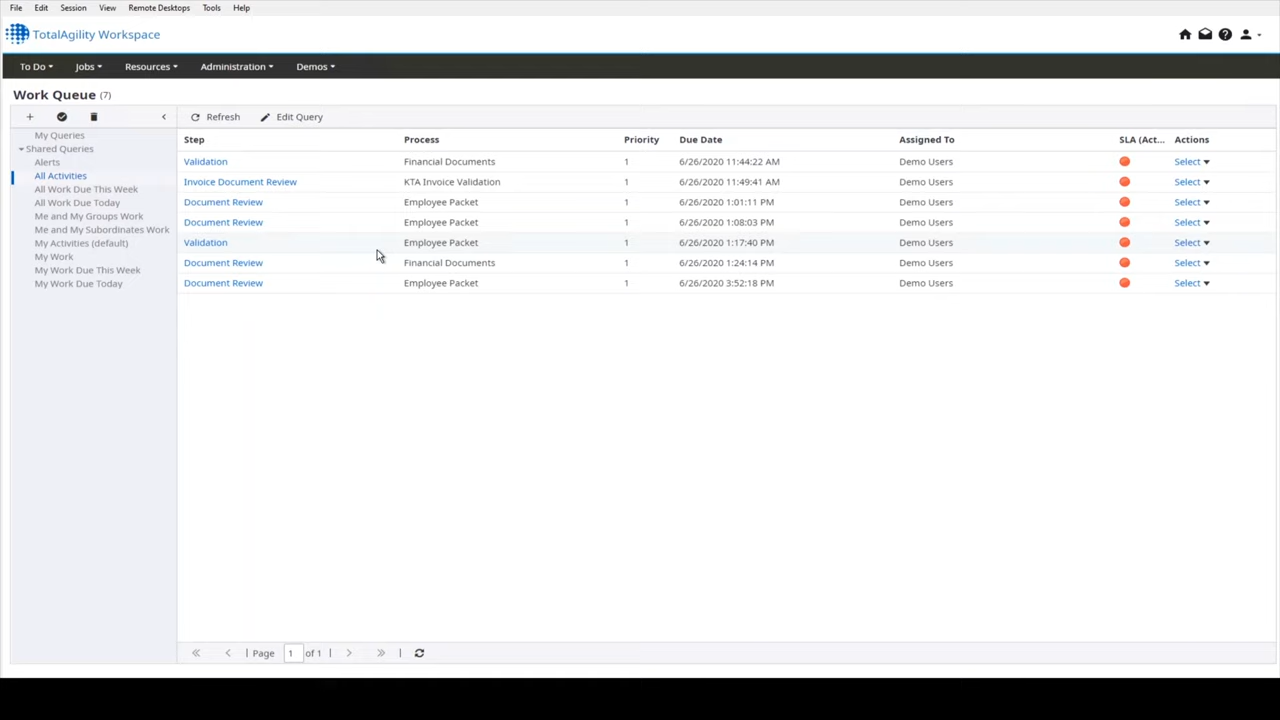 File Edit Session View Remote Desktops Tools Help
TotalAgility Workspace
To Do Jobs Resources Administration Demos
Work Queue (7)
Refresh Edit Query
My Queries
Shared Queries
Alerts
All Activities
All Work Due This Week
All Work Due Today
Me and My Groups Work
Me and My Subordinates Work
My Activities (default)
My Work
My Work Due This Week
My Work Due Today
Step Process Priority Due Date Assigned To SLA (Act... Actions
Validation Financial Documents 1 6/26/2020 11:44:22 AM Demo Users Select
Invoice Document Review KTA Invoice Validation 1 6/26/2020 11:49:41 AM Demo Users Select
Document Review Employee Packet 1 6/26/2020 1:01:11 PM Demo Users Select
Document Review Employee Packet 1 6/26/2020 1:08:03 PM Demo Users Select
Validation Employee Packet 1 6/26/2020 1:17:40 PM Demo Users Select
Document Review Financial Documents 1 6/26/2020 1:24:14 PM Demo Users Select
Document Review Employee Packet 1 6/26/2020 3:52:18 PM Demo Users Select
Page 1 of 1